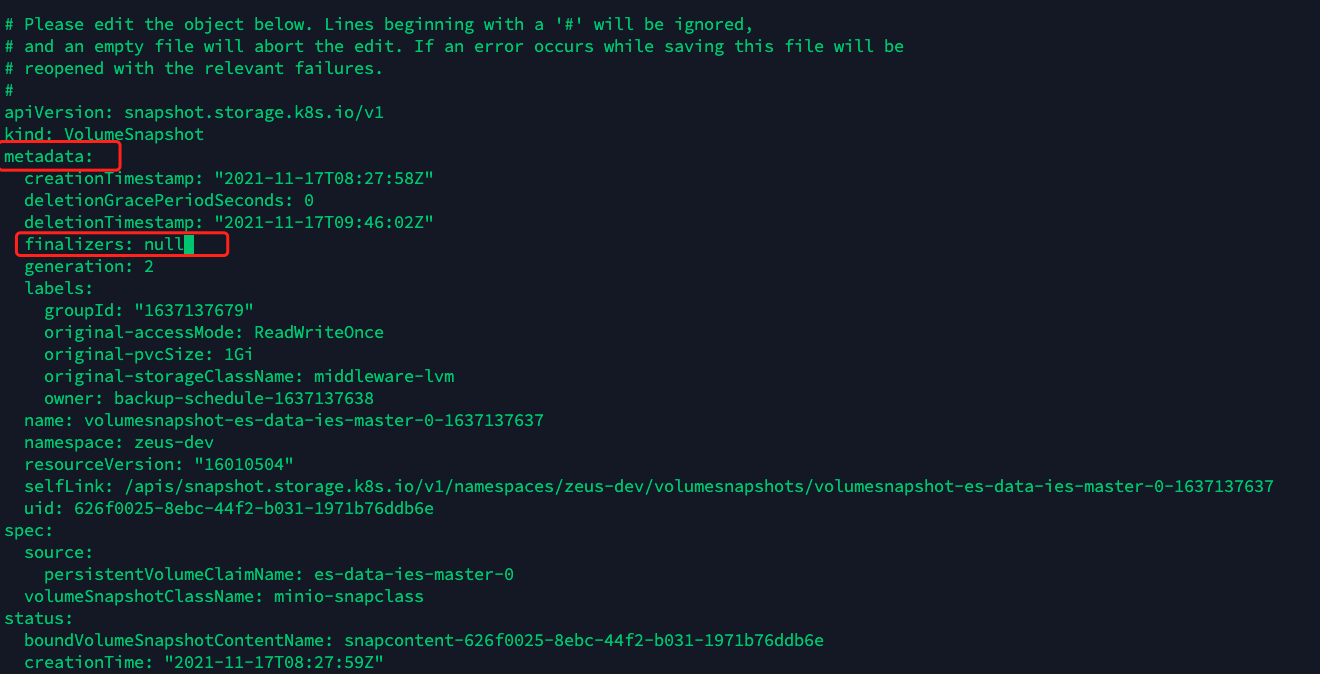 # Please edit the object below. Lines beginning with a '#' will be ignored,
# and an empty file will abort the edit. If an error occurs while saving this file will be
# reopened with the relevant failures.
#
apiVersion: snapshot.storage.k8s.io/v1
kind: VolumeSnapshot
metadata:
  creationTimestamp: "2021-11-17T08:27:58Z"
  deletionGracePeriodSeconds: 0
  deletionTimestamp: "2021-11-17T09:46:02Z"
  finalizers: null
  generation: 2
  labels:
    groupId: "1637137679"
    original-accessMode: ReadWriteOnce
    original-pvcSize: 1Gi
    original-storageClassName: middleware-lvm
    owner: backup-schedule-1637137638
  name: volumesnapshot-es-data-ies-master-0-1637137637
  namespace: zeus-dev
  resourceVersion: "16010504"
  selfLink: /apis/snapshot.storage.k8s.io/v1/namespaces/zeus-dev/volumesnapshots/volumesnapshot-es-data-ies-master-0-1637137637
  uid: 626f0025-8ebc-44f2-b031-1971b76ddb6e
spec:
  source:
    persistentVolumeClaimName: es-data-ies-master-0
  volumeSnapshotClassName: minio-snapclass
status:
  boundVolumeSnapshotContentName: snapcontent-626f0025-8ebc-44f2-b031-1971b76ddb6e
  creationTime: "2021-11-17T08:27:59Z"